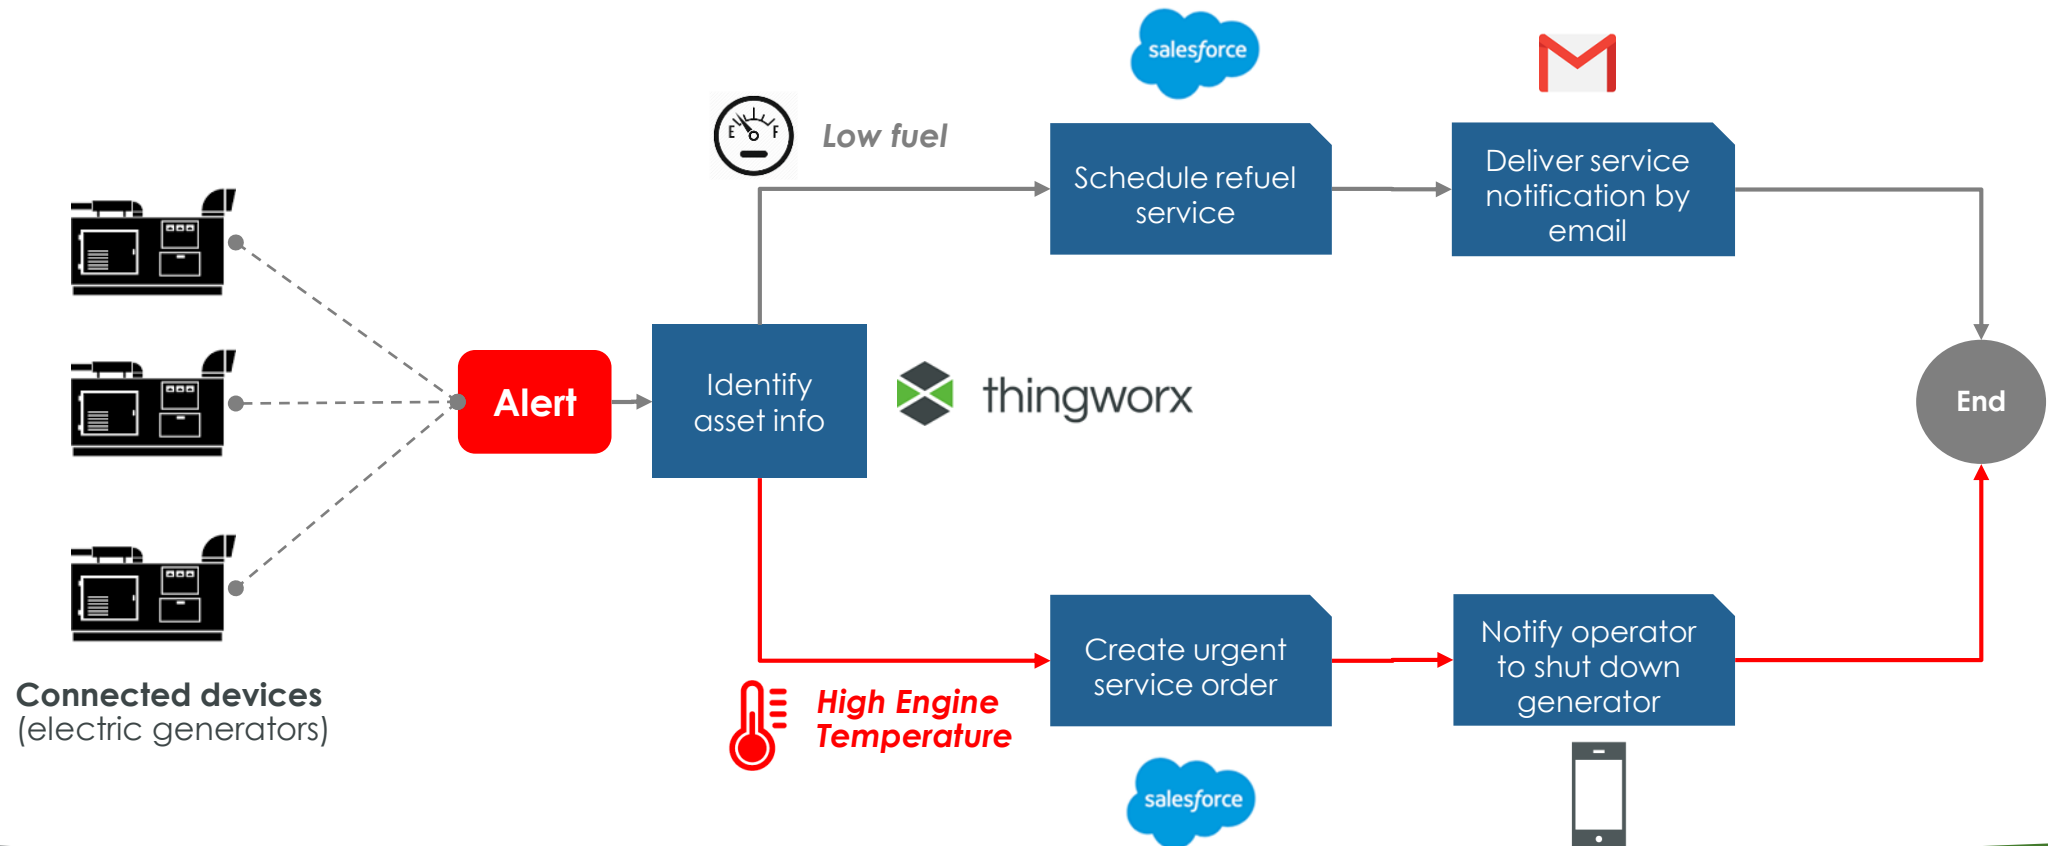 salesforce
E F
Low fuel
Schedule refuel
service
Deliver service
notification by
email
Alert
Identify
asset info
thingworx
End
Connected devices
(electric generators)
High Engine
Temperature
Create urgent
service order
Notify operator
to shut down
generator
salesforce